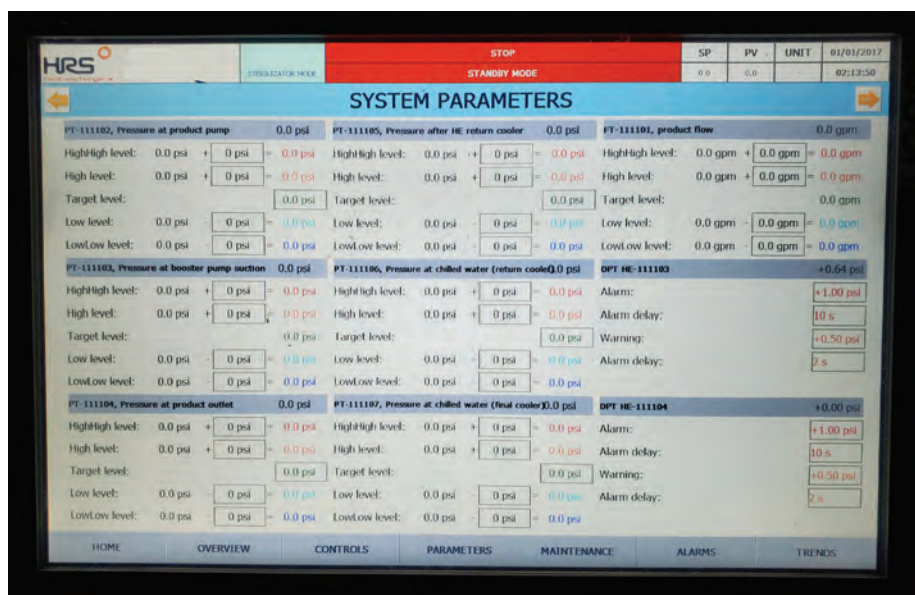 HRS
STERILIZATOR MODE
STOP
STANDBY MODE
SP PV UNIT 01/01/2017
0.0 0.0 02:13:50
SYSTEM PARAMETERS
PT-111102, Pressure at product pump 0.0 psi
HighHigh level: 0.0 psi + 0 psi = 0.0 psi
High level: 0.0 psi + 0 psi = 0.0 psi
Target level: 0.0 psi
Low level: 0.0 psi - 0 psi = 0.0 psi
LowLow level: 0.0 psi - 0 psi = 0.0 psi
PT-111105, Pressure after HE return cooler 0.0 psi
HighHigh level: 0.0 psi + 0 psi = 0.0 psi
High level: 0.0 psi + 0 psi = 0.0 psi
Target level: 0.0 psi
Low level: 0.0 psi - 0 psi = 0.0 psi
LowLow level: 0.0 psi - 0 psi = 0.0 psi
FT-111101, product flow 0.0 gpm
HighHigh level: 0.0 gpm + 0.0 gpm = 0.0 gpm
High level: 0.0 gpm + 0.0 gpm = 0.0 gpm
Target level: 0.0 gpm
Low level: 0.0 gpm - 0.0 gpm = 0.0 gpm
LowLow level: 0.0 gpm - 0.0 gpm = 0.0 gpm
PT-111103, Pressure at booster pump suction 0.0 psi
HighHigh level: 0.0 psi + 0 psi = 0.0 psi
High level: 0.0 psi + 0 psi = 0.0 psi
Target level: 0.0 psi
Low level: 0.0 psi - 0 psi = 0.0 psi
LowLow level: 0.0 psi - 0 psi = 0.0 psi
PT-111106, Pressure at chilled water (return cooler) 0.0 psi
HighHigh level: 0.0 psi + 0 psi = 0.0 psi
High level: 0.0 psi + 0 psi = 0.0 psi
Target level: 0.0 psi
Low level: 0.0 psi - 0 psi = 0.0 psi
LowLow level: 0.0 psi - 0 psi = 0.0 psi
DPT HE-111103 +0.64 psi
Alarm: +1.00 psi
Alarm delay: 10 s
Warning: +0.50 psi
Alarm delay: 2 s
PT-111104, Pressure at product outlet 0.0 psi
HighHigh level: 0.0 psi + 0 psi = 0.0 psi
High level: 0.0 psi + 0 psi = 0.0 psi
Target level: 0.0 psi
Low level: 0.0 psi - 0 psi = 0.0 psi
LowLow level: 0.0 psi - 0 psi = 0.0 psi
PT-111107, Pressure at chilled water (final cooler) 0.0 psi
HighHigh level: 0.0 psi + 0 psi = 0.0 psi
High level: 0.0 psi + 0 psi = 0.0 psi
Target level: 0.0 psi
Low level: 0.0 psi - 0 psi = 0.0 psi
LowLow level: 0.0 psi - 0 psi = 0.0 psi
DPT HE-111104 +0.00 psi
Alarm: +1.00 psi
Alarm delay: 10 s
Warning: +0.50 psi
Alarm delay: 2 s
HOME OVERVIEW CONTROLS PARAMETERS MAINTENANCE ALARMS TRENDS